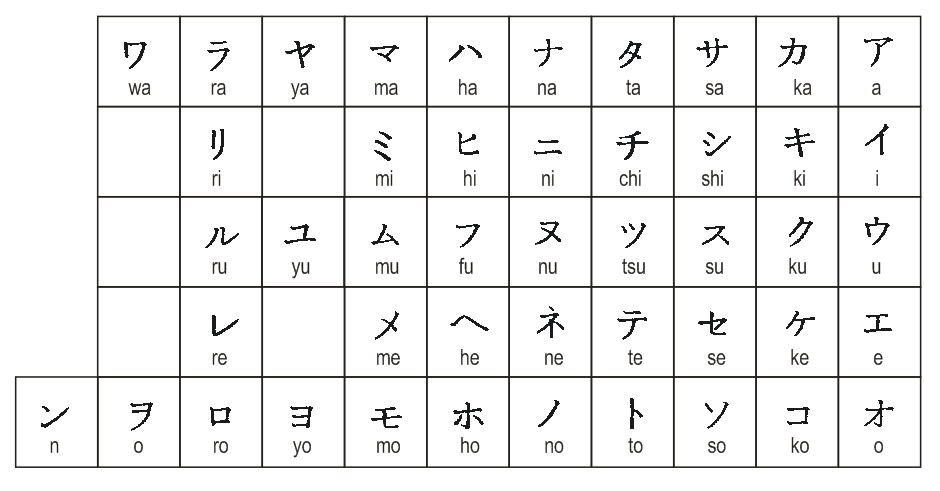 ワ ラ ヤ マ ハ ナ タ サ カ ア
wa ra ya ma ha na ta sa ka a
リ ミ ヒ ニ チ シ キ イ
ri mi hi ni chi shi ki i
ル ユ ム フ ヌ ツ ス ク ウ
ru yu mu fu nu tsu su ku u
レ メ ヘ ネ テ セ ケ エ
re me he ne te se ke e
ン ヲ ロ ヨ モ ホ ノ ト ソ コ オ
n o ro yo mo ho no to so ko o